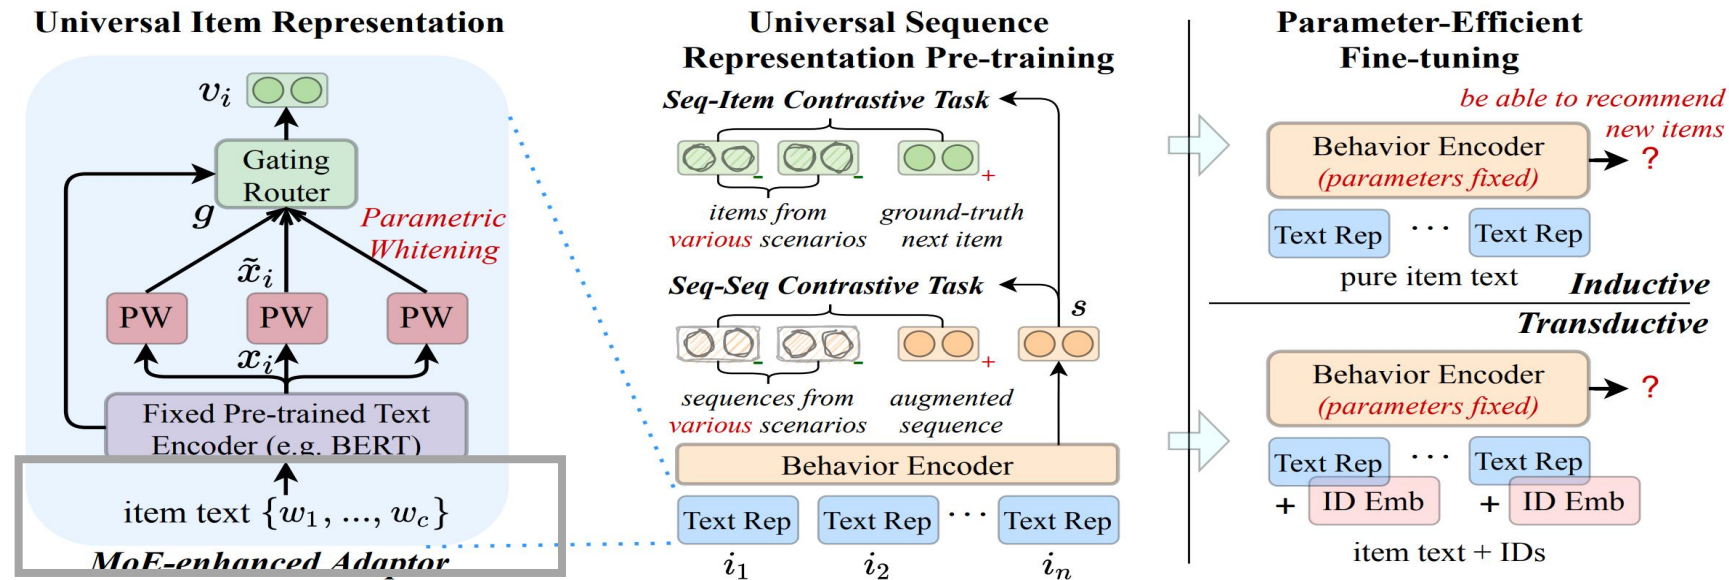 Universal Item Representation
v_i
Gating
Router
g
Parametric
Whitening
x̃_i
PW
PW
PW
x_i
Fixed Pre-trained Text
Encoder (e.g. BERT)
item text {w_1, ..., w_c}
MoE-enhanced Adaptor
Universal Sequence
Representation Pre-training
Seq-Item Contrastive Task
-
-
+
items from
various scenarios
ground-truth
next item
Seq-Seq Contrastive Task
s
-
-
+
sequences from
various scenarios
augmented
sequence
Behavior Encoder
Text Rep
Text Rep
...
Text Rep
i_1
i_2
i_n
Parameter-Efficient
Fine-tuning
be able to recommend
new items
Behavior Encoder
(parameters fixed)
?
Text Rep
...
Text Rep
pure item text
Inductive
Transductive
Behavior Encoder
(parameters fixed)
?
Text Rep
...
Text Rep
+ ID Emb
+ ID Emb
item text + IDs